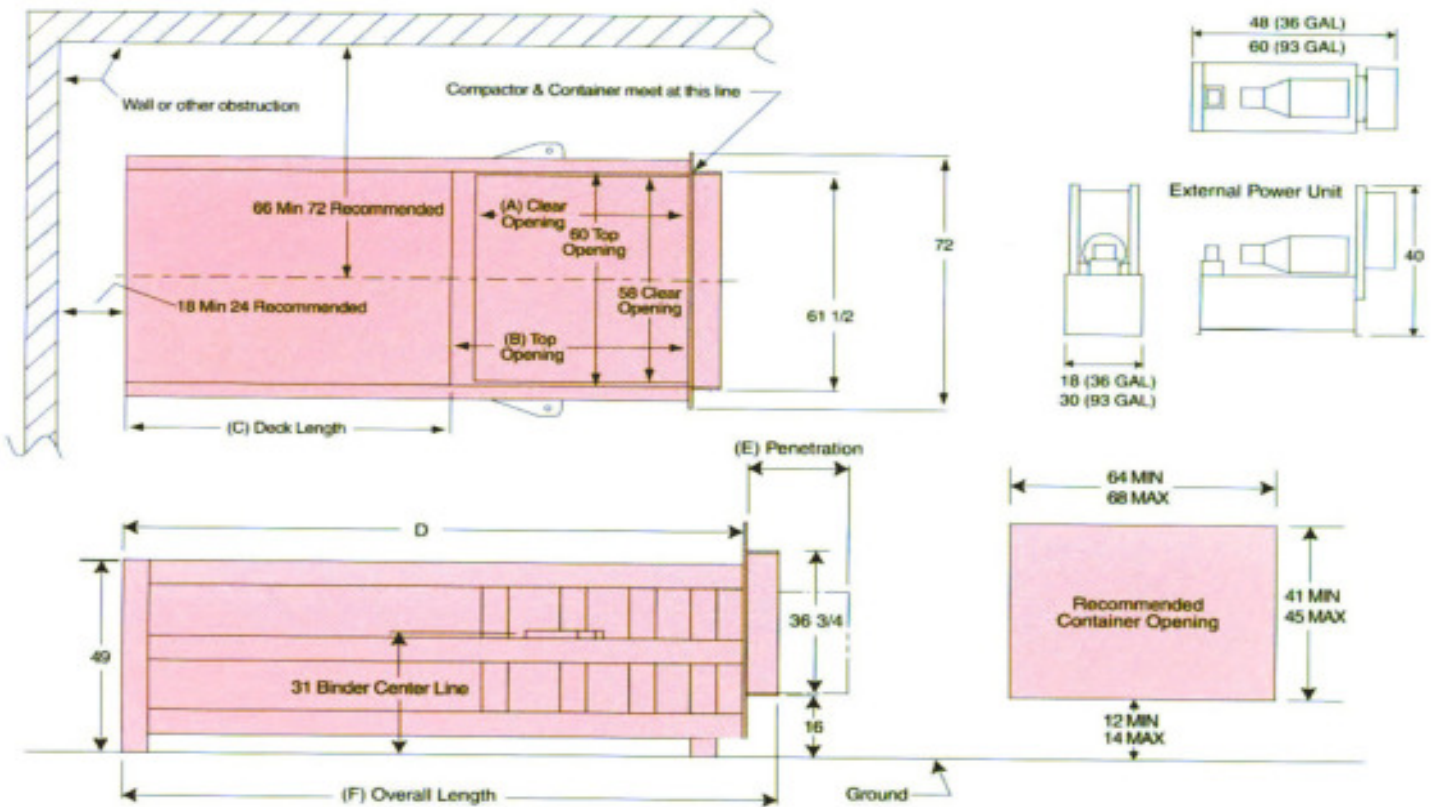 48 (36 GAL)
60 (93 GAL)
Wall or other obstruction
Compactor & Container meet at this line
External Power Unit
66 Min 72 Recommended
(A) Clear
Opening
60 Top
Opening
72
40
18 Min 24 Recommended
58 Clear
Opening
61 1/2
(B) Top
Opening
18 (36 GAL)
30 (93 GAL)
(C) Deck Length
(E) Penetration
64 MIN
68 MAX
D
36 3/4
Recommended
Container Opening
41 MIN
45 MAX
49
31 Binder Center Line
16
12 MIN
14 MAX
(F) Overall Length
Ground